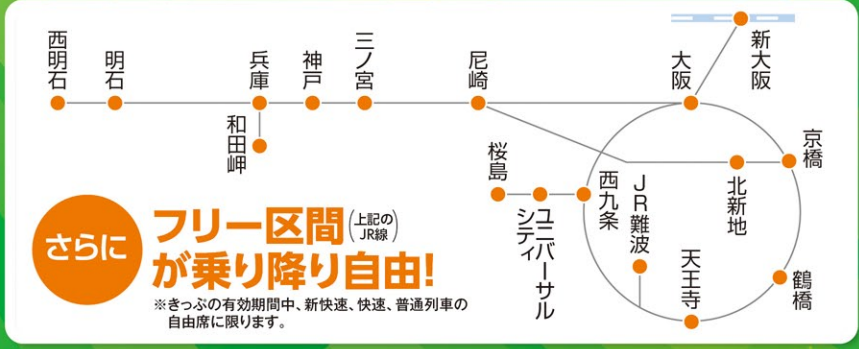 新大阪
西明石
明石
兵庫
神戸
三ノ宮
尼崎
大阪
和田岬
京橋
桜島
ユニバーサル
シティ
西九条
JR難波
北新地
天王寺
鶴橋
さらに
フリー区間(上記の
JR線)
が乗り降り自由!
※きっぷの有効期間中、新快速、快速、普通列車の
自由席に限ります。